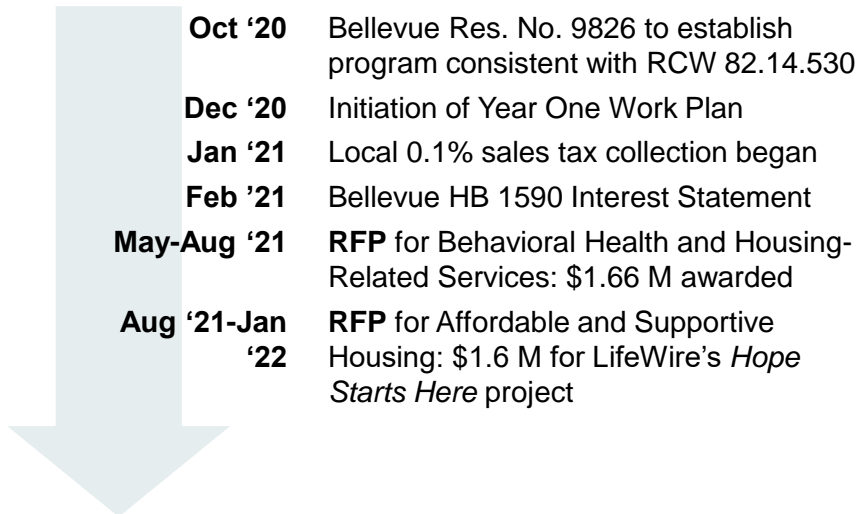 Oct ‘20 Bellevue Res. No. 9826 to establish
program consistent with RCW 82.14.530
Dec ‘20 Initiation of Year One Work Plan
Jan ‘21 Local 0.1% sales tax collection began
Feb ‘21 Bellevue HB 1590 Interest Statement
May-Aug ‘21 RFP for Behavioral Health and Housing-
Related Services: $1.66 M awarded
Aug ‘21-Jan RFP for Affordable and Supportive
‘22 Housing: $1.6 M for LifeWire’s Hope
Starts Here project